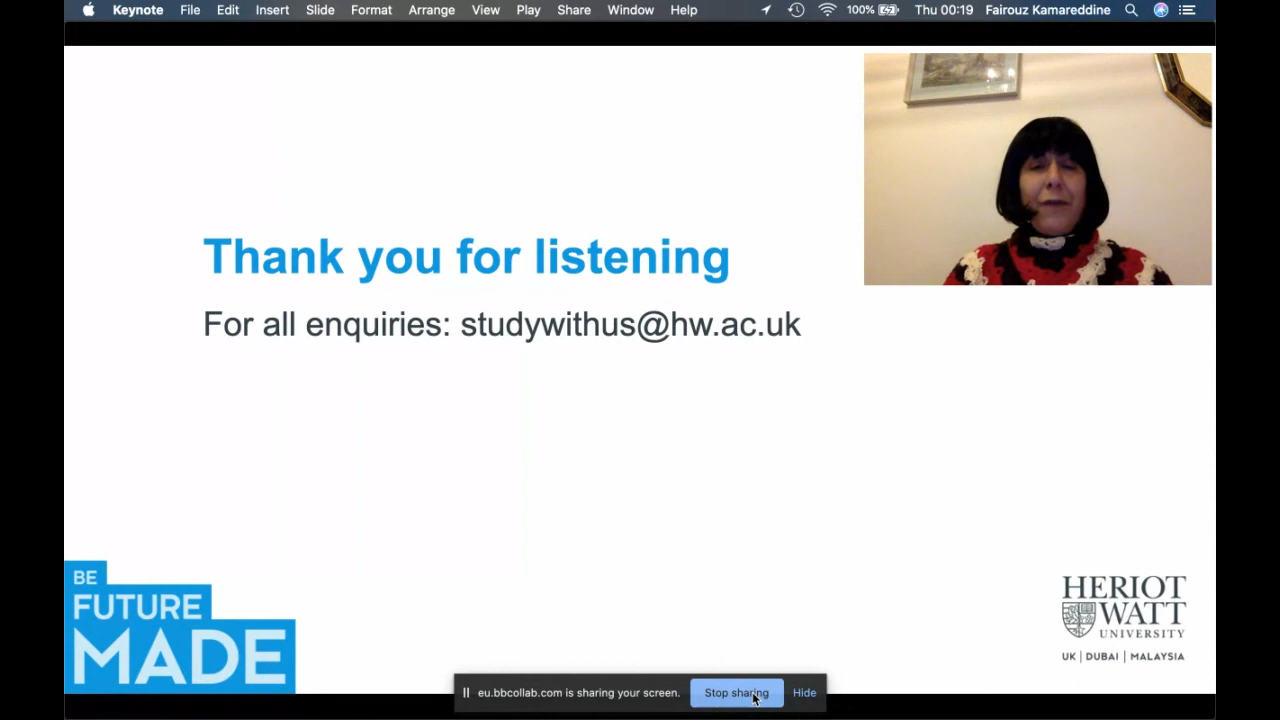 Keynote File Edit Insert Slide Format Arrange View Play Share Window Help 100% Thu 00:19 Fairouz Kamareddine
Thank you for listening
For all enquiries: studywithus@hw.ac.uk
BE
FUTURE
MADE
HERIOT
WATT
UNIVERSITY
UK | DUBAI | MALAYSIA
eu.bbcollab.com is sharing your screen. Stop sharing Hide